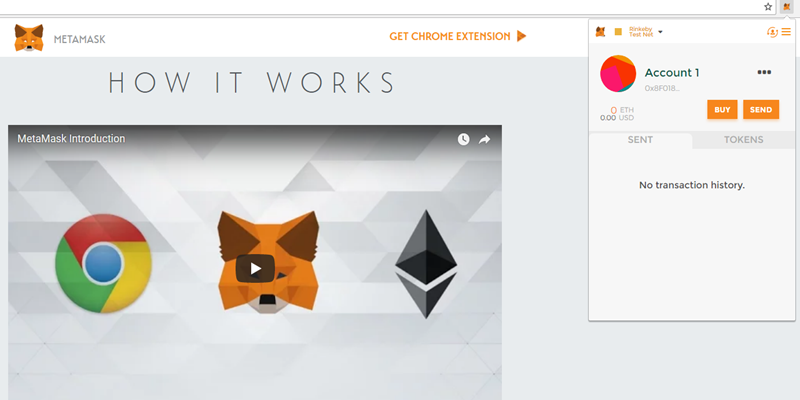 METAMASK
GET CHROME EXTENSION
HOW IT WORKS
MetaMask Introduction
Rinkeby
Test Net
Account 1
0x8F018...
0 ETH
0.00 USD
BUY
SEND
SENT
TOKENS
No transaction history.